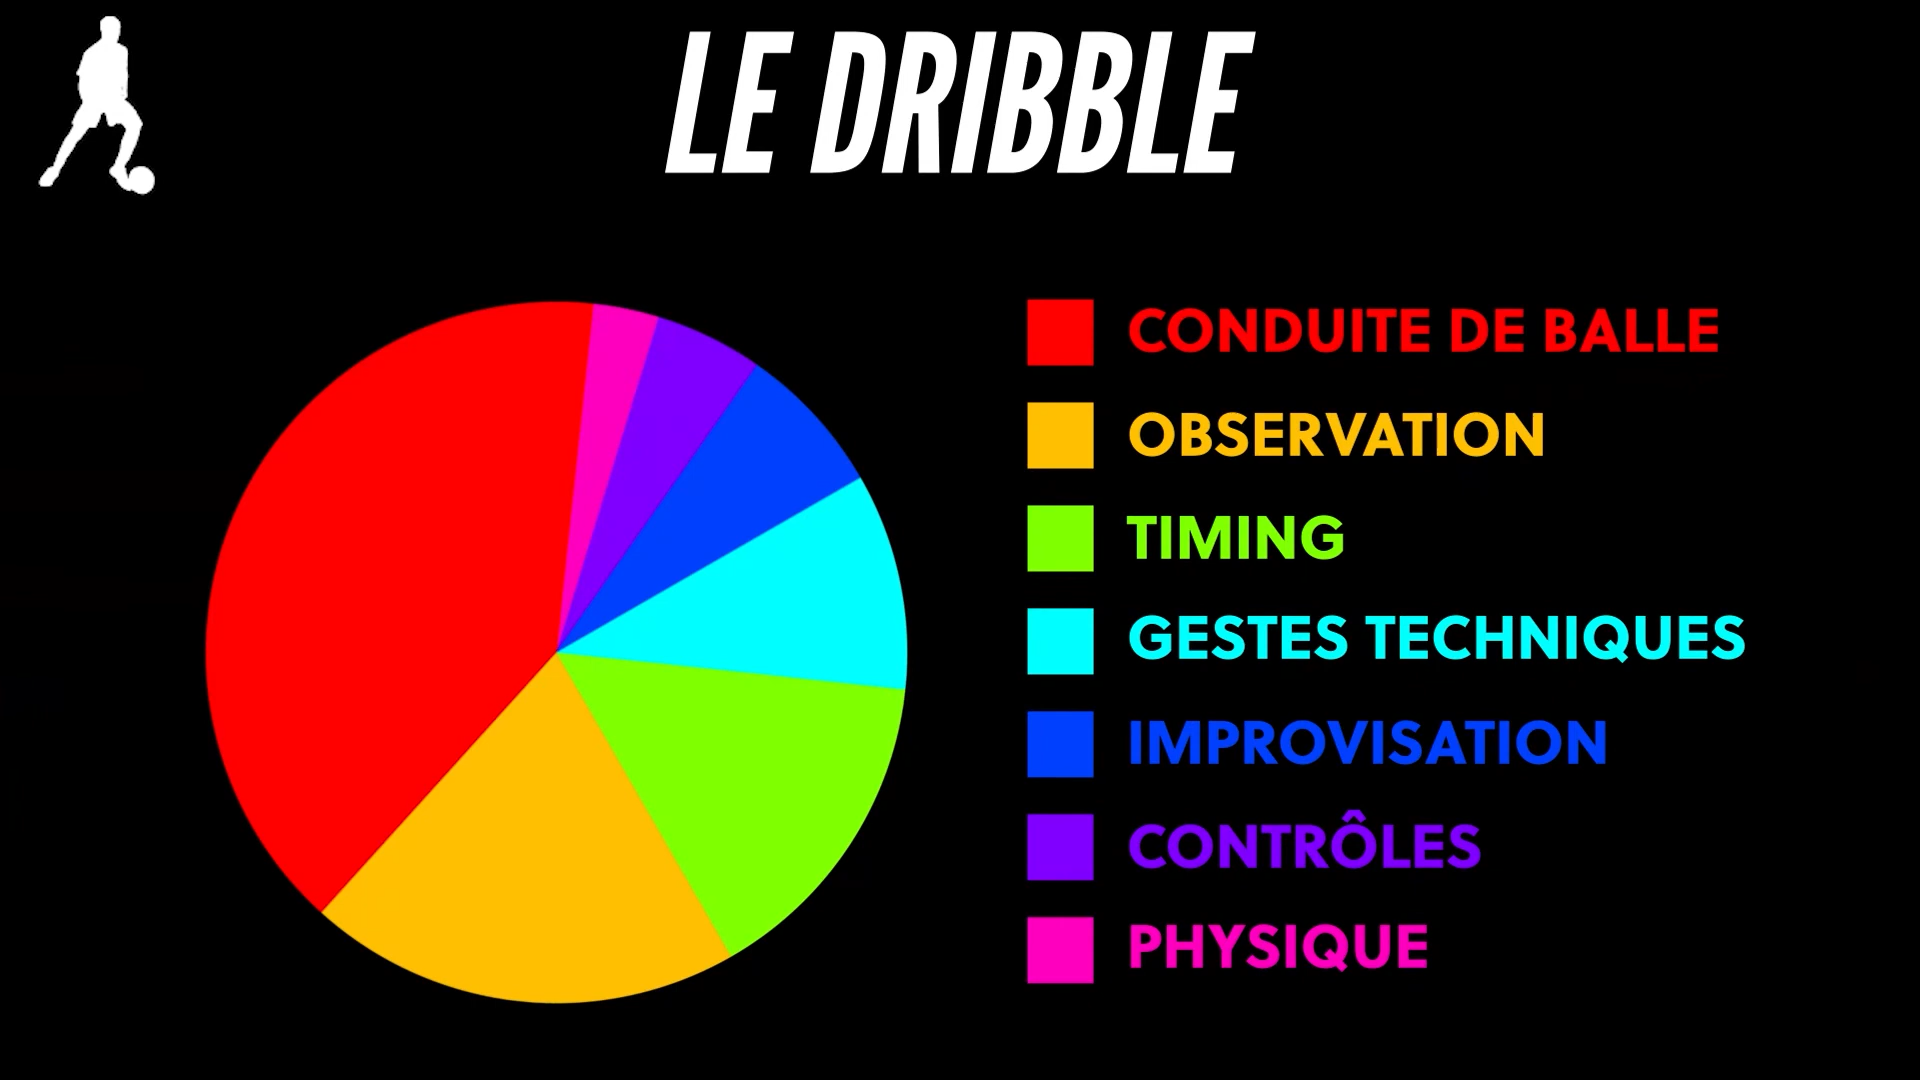 LE DRIBBLE
CONDUITE DE BALLE
OBSERVATION
TIMING
GESTES TECHNIQUES
IMPROVISATION
CONTRÔLES
PHYSIQUE